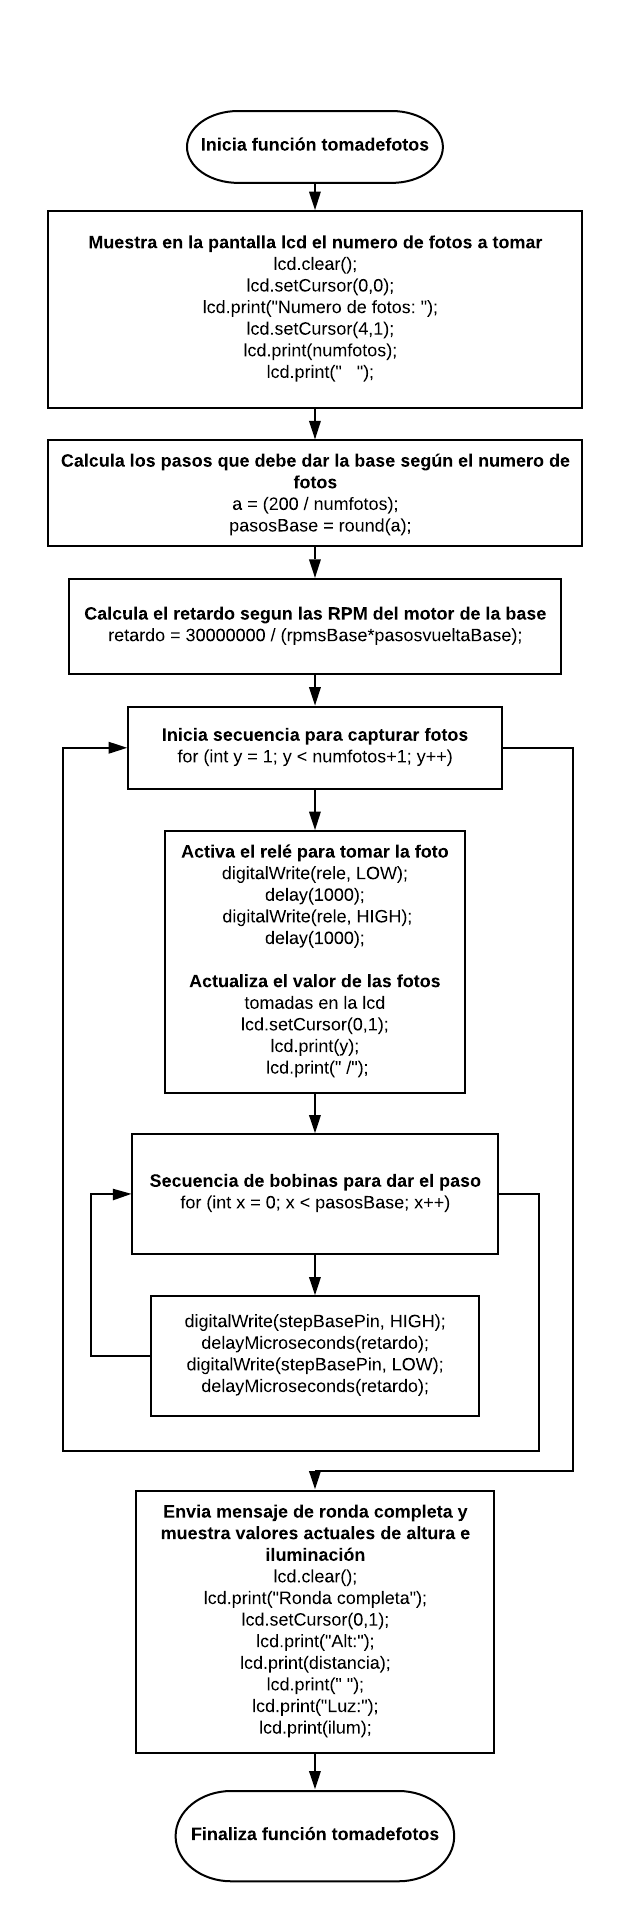 Inicia función tomadefotos
Muestra en la pantalla lcd el numero de fotos a tomar
lcd.clear();
lcd.setCursor(0,0);
lcd.print("Numero de fotos: ");
lcd.setCursor(4,1);
lcd.print(numfotos);
lcd.print("   ");
Calcula los pasos que debe dar la base según el numero de
fotos
a = (200 / numfotos);
pasosBase = round(a);
Calcula el retardo segun las RPM del motor de la base
retardo = 30000000 / (rpmsBase*pasosvueltaBase);
Inicia secuencia para capturar fotos
for (int y = 1; y < numfotos+1; y++)
Activa el relé para tomar la foto
digitalWrite(rele, LOW);
delay(1000);
digitalWrite(rele, HIGH);
delay(1000);
Actualiza el valor de las fotos
tomadas en la lcd
lcd.setCursor(0,1);
lcd.print(y);
lcd.print(" /");
Secuencia de bobinas para dar el paso
for (int x = 0; x < pasosBase; x++)
digitalWrite(stepBasePin, HIGH);
delayMicroseconds(retardo);
digitalWrite(stepBasePin, LOW);
delayMicroseconds(retardo);
Envia mensaje de ronda completa y
muestra valores actuales de altura e
iluminación
lcd.clear();
lcd.print("Ronda completa");
lcd.setCursor(0,1);
lcd.print("Alt:");
lcd.print(distancia);
lcd.print(" ");
lcd.print("Luz:");
lcd.print(ilum);
Finaliza función tomadefotos